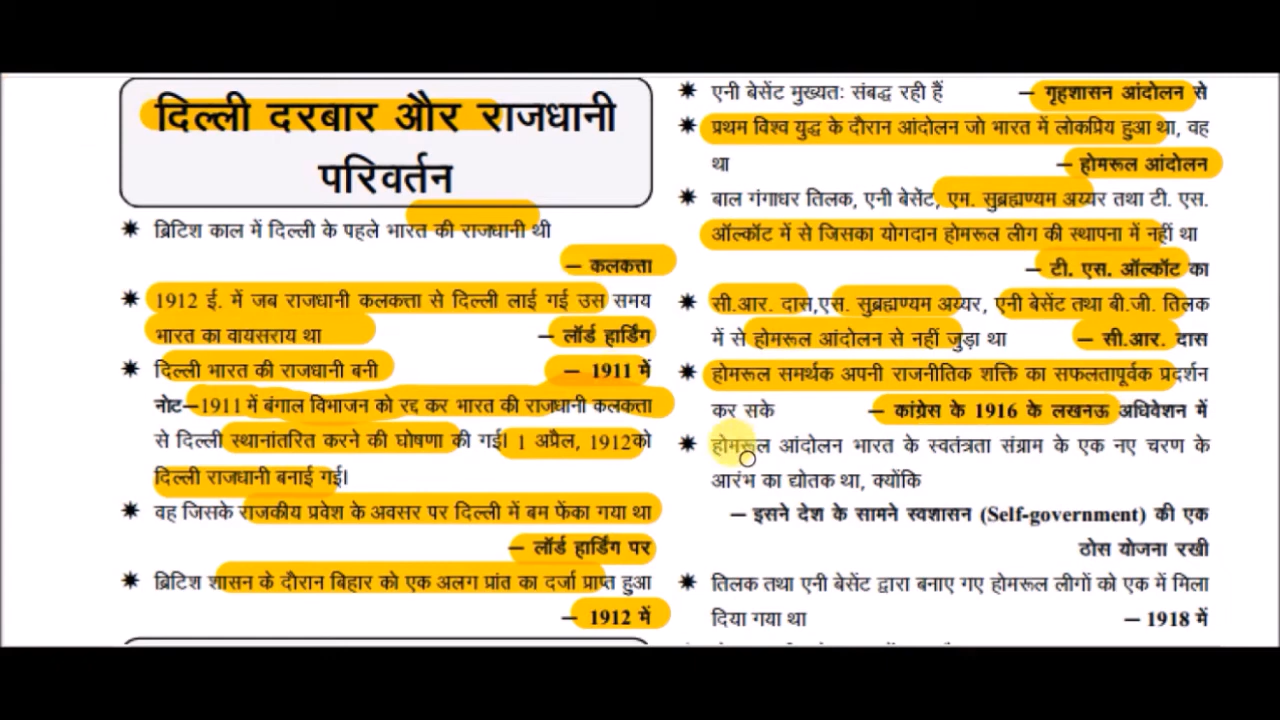 दिल्ली दरबार और राजधानी
परिवर्तन
✷ ब्रिटिश काल में दिल्ली के पहले भारत की राजधानी थी
– कलकत्ता
✷ 1912 ई. में जब राजधानी कलकत्ता से दिल्ली लाई गई उस समय
भारत का वायसराय था – लॉर्ड हार्डिंग
✷ दिल्ली भारत की राजधानी बनी – 1911 में
नोट–1911 में बंगाल विभाजन को रद्द कर भारत की राजधानी कलकत्ता
से दिल्ली स्थानांतरित करने की घोषणा की गई। 1 अप्रैल, 1912को
दिल्ली राजधानी बनाई गई।
✷ वह जिसके राजकीय प्रवेश के अवसर पर दिल्ली में बम फेंका गया था
– लॉर्ड हार्डिंग पर
✷ ब्रिटिश शासन के दौरान बिहार को एक अलग प्रांत का दर्जा प्राप्त हुआ
– 1912 में
✷ एनी बेसेंट मुख्यतः संबद्ध रही हैं – गृहशासन आंदोलन से
✷ प्रथम विश्व युद्ध के दौरान आंदोलन जो भारत में लोकप्रिय हुआ था, वह
था – होमरूल आंदोलन
✷ बाल गंगाधर तिलक, एनी बेसेंट, एम. सुब्रह्मण्यम अय्यर तथा टी. एस.
ऑल्कॉट में से जिसका योगदान होमरूल लीग की स्थापना में नहीं था
– टी. एस. ऑल्कॉट का
✷ सी.आर. दास,एस. सुब्रह्मण्यम अय्यर, एनी बेसेंट तथा बी.जी. तिलक
में से होमरूल आंदोलन से नहीं जुड़ा था – सी.आर. दास
✷ होमरूल समर्थक अपनी राजनीतिक शक्ति का सफलतापूर्वक प्रदर्शन
कर सके – कांग्रेस के 1916 के लखनऊ अधिवेशन में
✷ होमरूल आंदोलन भारत के स्वतंत्रता संग्राम के एक नए चरण के
आरंभ का द्योतक था, क्योंकि
– इसने देश के सामने स्वशासन (Self-government) की एक
ठोस योजना रखी
✷ तिलक तथा एनी बेसेंट द्वारा बनाए गए होमरूल लीगों को एक में मिला
दिया गया था – 1918 में